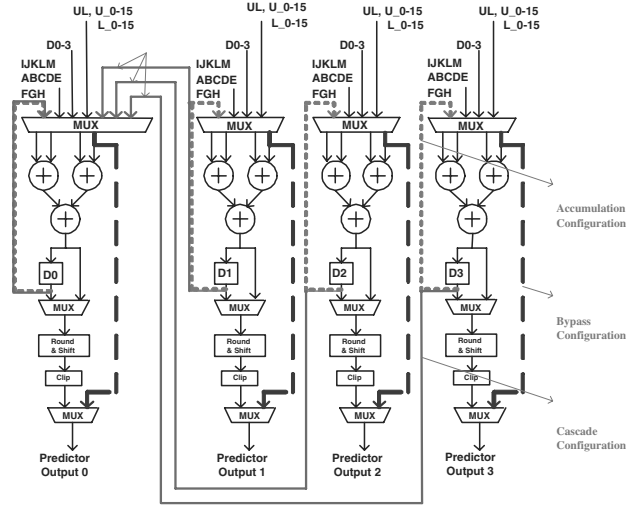 UL, U_0-15
L_0-15
D0-3
IJKLM
ABCDE
FGH
MUX
+
+
+
D0
MUX
Round
& Shift
Clip
MUX
Predictor
Output 0
UL, U_0-15
L_0-15
D0-3
IJKLM
ABCDE
FGH
MUX
+
+
+
D1
MUX
Round
& Shift
Clip
MUX
Predictor
Output 1
UL, U_0-15
L_0-15
D0-3
IJKLM
ABCDE
FGH
MUX
+
+
+
D2
MUX
Round
& Shift
Clip
MUX
Predictor
Output 2
UL, U_0-15
L_0-15
D0-3
IJKLM
ABCDE
FGH
MUX
+
+
+
D3
MUX
Round
& Shift
Clip
MUX
Predictor
Output 3
Accumulation
Configuration
Bypass
Configuration
Cascade
Configuration